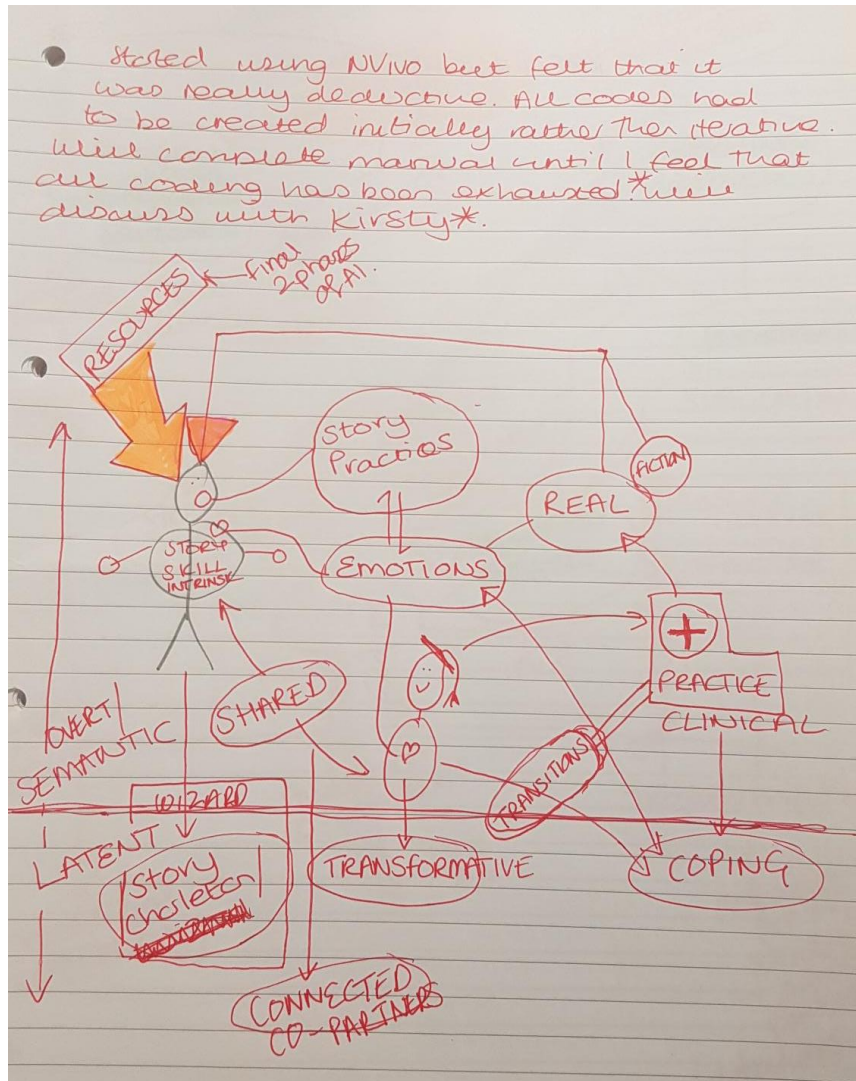 Started using NVivo but felt that it
was really deductive. All codes had
to be created initially rather then iterative.
Will complete manual until I feel that
all coding has been exhausted *will
discuss with Kirsty*.
final
2 phases
of AI.
RESOURCES
Story
Practices
FICTION
REAL
STORY
SKILL
INTRINSIC
EMOTIONS
PRACTICE
CLINICAL
SHARED
OVERT/
SEMANTIC
TRANSITIONS
WIZARD
LATENT
Story
TRANSFORMATIVE
COPING
CONNECTED
CO-PARTNERS